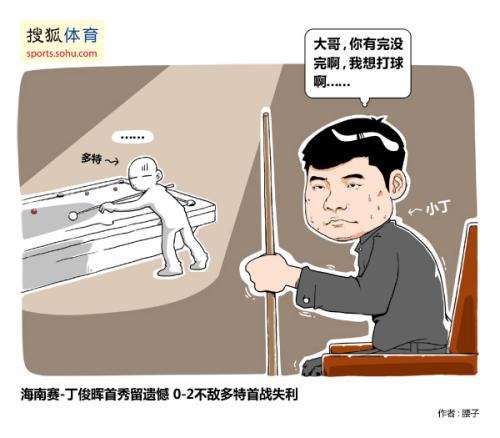 搜狐体育
sports.sohu.com
大哥，你有完没
完啊，我想打球
啊……
……
多特
小丁
海南赛-丁俊晖首秀留遗憾 0-2不敌多特首战失利
作者：腰子